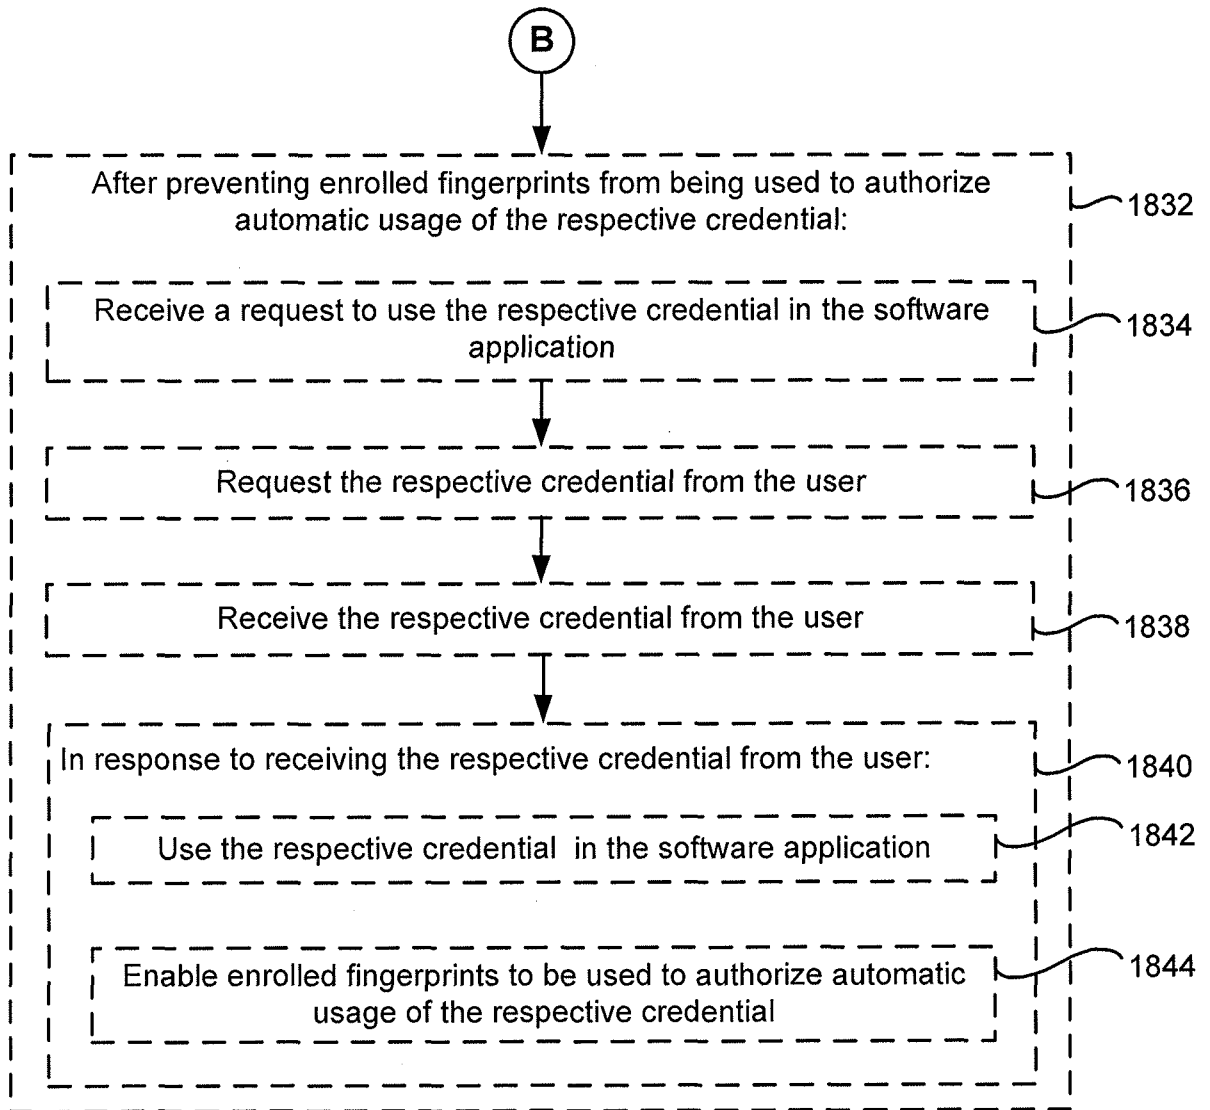 B
After preventing enrolled fingerprints from being used to authorize
automatic usage of the respective credential:
1832
Receive a request to use the respective credential in the software
application
1834
Request the respective credential from the user
1836
Receive the respective credential from the user
1838
In response to receiving the respective credential from the user:
1840
Use the respective credential in the software application
1842
Enable enrolled fingerprints to be used to authorize automatic
usage of the respective credential
1844